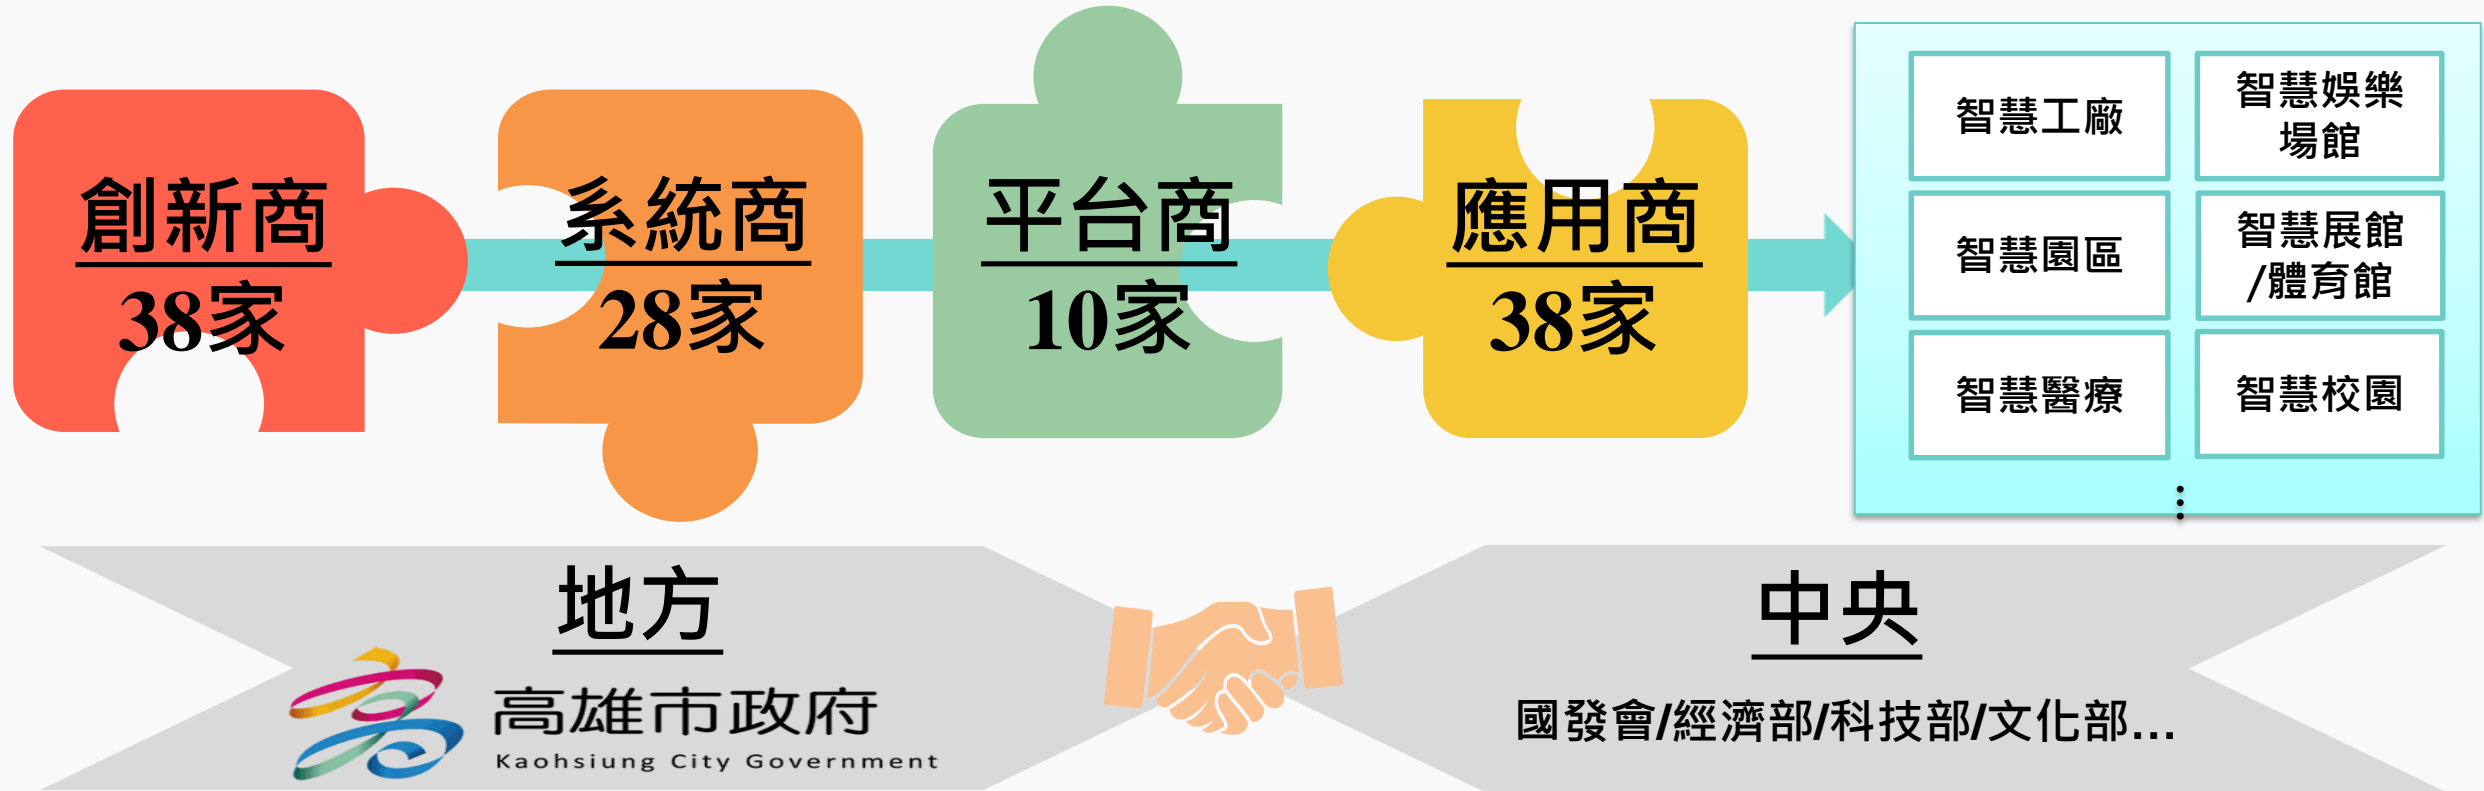 創新商
38家
系統商
28家
平台商
10家
應用商
38家
智慧工廠
智慧娛樂
場館
智慧園區
智慧展館
/體育館
智慧醫療
智慧校園
⋮
地方
高雄市政府
Kaohsiung City Government
中央
國發會/經濟部/科技部/文化部...